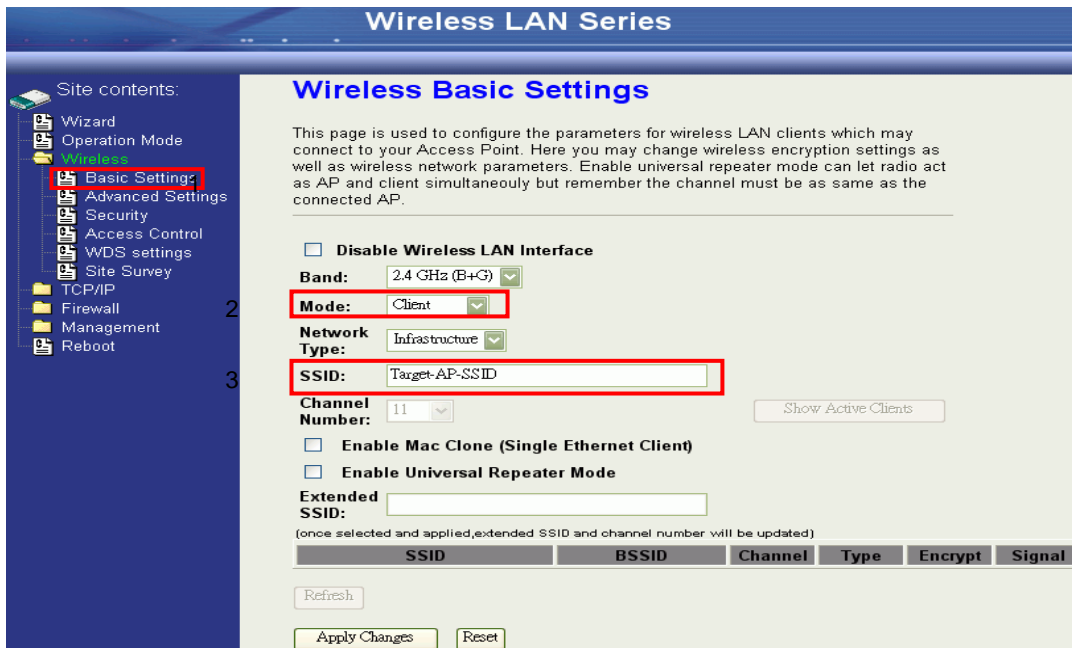 Wireless LAN Series
Site contents:
Wizard
Operation Mode
Wireless
Basic Settings
1
Advanced Settings
Security
Access Control
WDS settings
Site Survey
TCP/IP
Firewall
2
Management
Reboot
3
Wireless Basic Settings
This page is used to configure the parameters for wireless LAN clients which may
connect to your Access Point. Here you may change wireless encryption settings as
well as wireless network parameters. Enable universal repeater mode can let radio act
as AP and client simultaneouly but remember the channel must be as same as the
connected AP.
Disable Wireless LAN Interface
Band: 2.4 GHz (B+G)
Mode: Client
Network Type: Infrastructure
SSID: Target-AP-SSID
Channel Number: 11 Show Active Clients
Enable Mac Clone (Single Ethernet Client)
Enable Universal Repeater Mode
Extended SSID:
(once selected and applied,extended SSID and channel number will be updated)
SSID BSSID Channel Type Encrypt Signal
Refresh
Apply Changes Reset